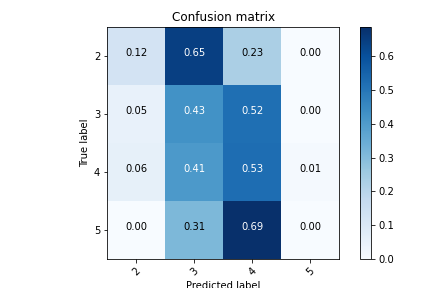 Confusion matrix
True label
2 0.12 0.65 0.23 0.00
3 0.05 0.43 0.52 0.00
4 0.06 0.41 0.53 0.01
5 0.00 0.31 0.69 0.00
2 3 4 5
Predicted label
0.6
0.5
0.4
0.3
0.2
0.1
0.0